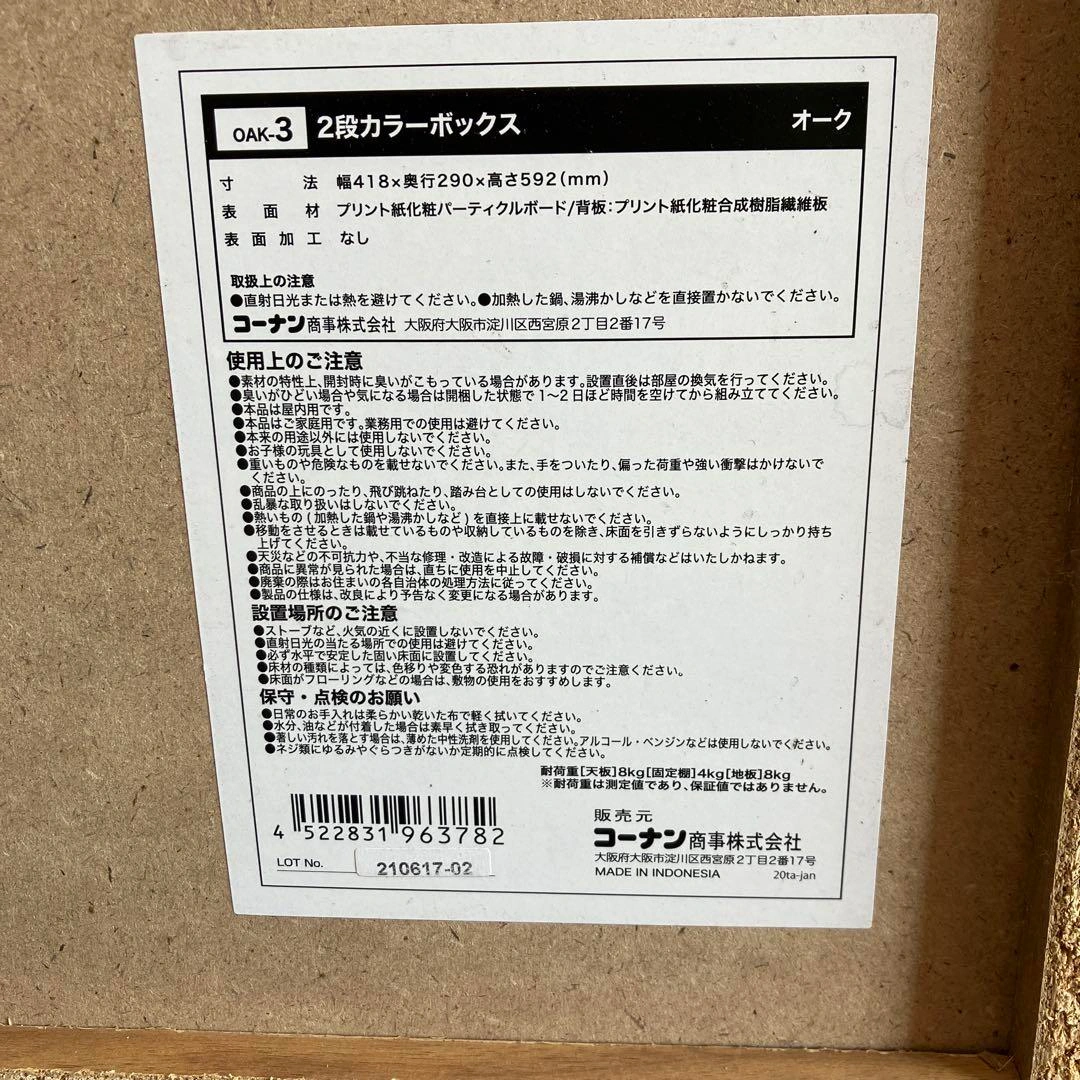 OAK-3 2段カラーボックス オーク
寸法 幅418×奥行290×高さ592(mm)
表面材 プリント紙化粧パーティクルボード/背板:プリント紙化粧合成樹脂繊維板
表面加工 なし
取扱上の注意
●直射日光または熱を避けてください。●加熱した鍋、湯沸かしなどを直接置かないでください。
コーナン商事株式会社 大阪府大阪市淀川区西宮原2丁目2番17号
使用上のご注意
●素材の特性上、開封時に臭いがこもっている場合があります。設置直後は部屋の換気を行ってください。
●臭いがひどい場合や気になる場合は開梱した状態で1〜2日ほど時間を空けてから組み立ててください。
●本品は屋内用です。
●本品はご家庭用です。業務用での使用は避けてください。
●本来の用途以外には使用しないでください。
●お子様の玩具として使用しないでください。
●重いものや危険なものを載せないでください。また、手をついたり、偏った荷重や強い衝撃はかけないで
ください。
●商品の上にのったり、飛び跳ねたり、踏み台としての使用はしないでください。
●乱暴な取り扱いはしないでください。
●熱いもの(加熱した鍋や湯沸かしなど)を直接上に載せないでください。
●移動をさせるときは載せているものや収納しているものを除き、床面を引きずらないようにしっかり持ち
上げてください。
●天災などの不可抗力や、不当な修理・改造による故障・破損に対する補償などはいたしかねます。
●商品に異常が見られた場合は、直ちに使用を中止してください。
●廃棄の際はお住まいの各自治体の処理方法に従ってください。
●製品の仕様は、改良により予告なく変更になる場合があります。
設置場所のご注意
●ストーブなど、火気の近くに設置しないでください。
●直射日光の当たる場所での使用は避けてください。
●必ず水平で安定した固い床面に設置してください。
●床材の種類によっては、色移りや変色する恐れがありますのでご注意ください。
●床面がフローリングなどの場合は、敷物の使用をおすすめします。
保守・点検のお願い
●日常のお手入れは柔らかい乾いた布で軽く拭いてください。
●水分、油などが付着した場合は素早く拭き取ってください。
●著しい汚れを落とす場合は、薄めた中性洗剤を使用してください。アルコール・ベンジンなどは使用しないでください。
●ネジ類にゆるみやぐらつきがないか定期的に点検してください。
耐荷重[天板]8kg[固定棚]4kg[地板]8kg
※耐荷重は測定値であり、保証値ではありません。
4 522831 963782
LOT No. 210617-02
販売元
コーナン商事株式会社
大阪府大阪市淀川区西宮原2丁目2番17号
MADE IN INDONESIA 20ta-jan